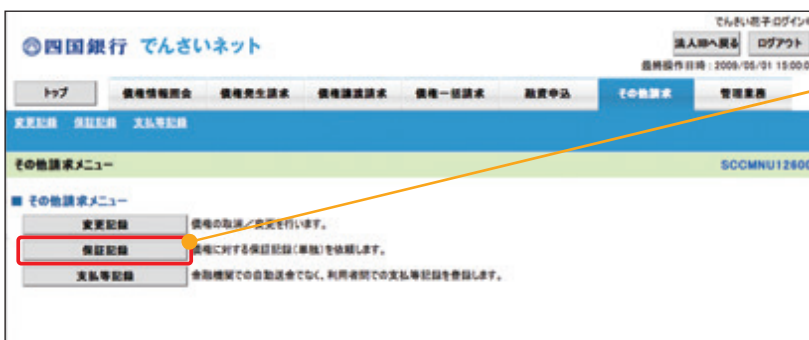 でんさい花子ログイン中
四国銀行 でんさいネット
法人IBへ戻る ログアウト
最終操作日時：2009/05/01 15:00:0
トップ 債権情報照会 債権発生請求 債権譲渡請求 債権一括請求 融資申込 その他請求 管理業務
変更記録 保証記録 支払等記録
その他請求メニュー SCCMNU12600
■ その他請求メニュー
変更記録 債権の取消／変更を行います。
保証記録 債権に対する保証記録（単独）を依頼します。
支払等記録 金融機関での自動送金でなく、利用者間での支払等記録を登録します。